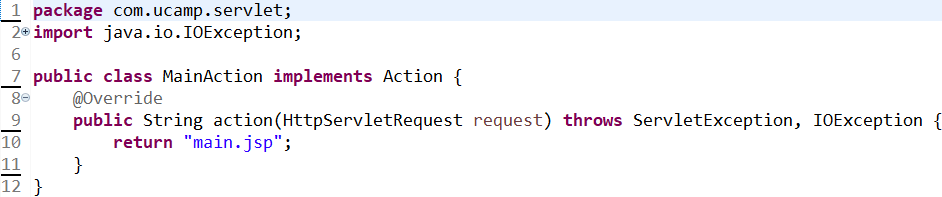 1 package com.ucamp.servlet;
2 import java.io.IOException;
6
7 public class MainAction implements Action {
8 @Override
9 public String action(HttpServletRequest request) throws ServletException, IOException {
10 return "main.jsp";
11 }
12 }